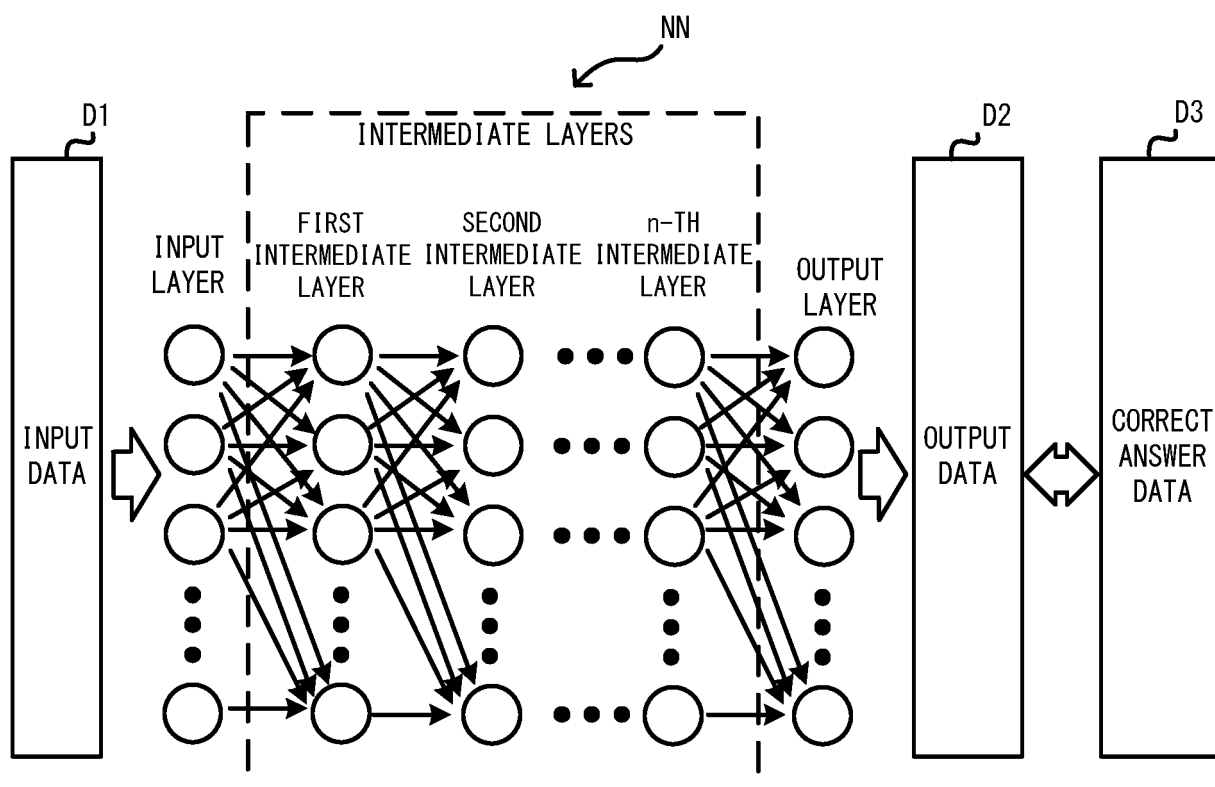 NN
D1
D2
D3
INTERMEDIATE LAYERS
INPUT
LAYER
FIRST
INTERMEDIATE
LAYER
SECOND
INTERMEDIATE
LAYER
n-TH
INTERMEDIATE
LAYER
OUTPUT
LAYER
INPUT
DATA
OUTPUT
DATA
CORRECT
ANSWER
DATA